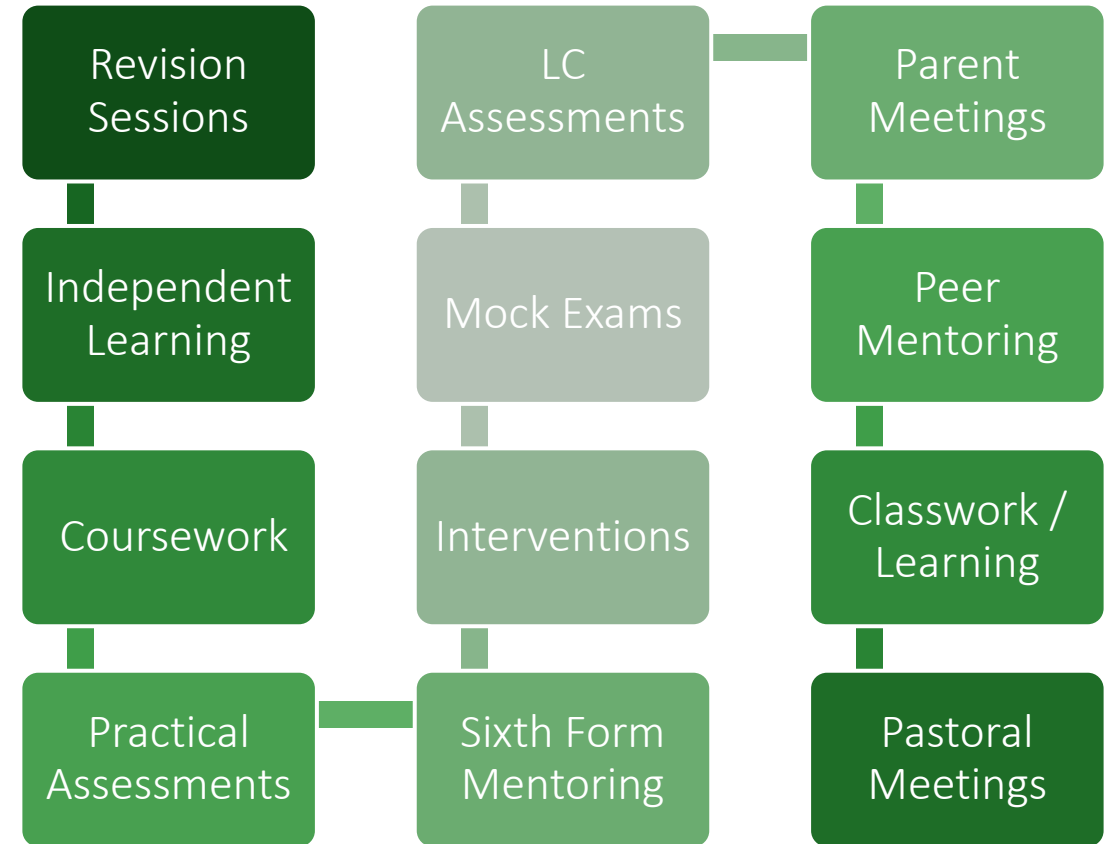 Revision
Sessions
Independent
Learning
Coursework
Practical
Assessments
Sixth Form
Mentoring
Interventions
Mock Exams
LC
Assessments
Parent
Meetings
Peer
Mentoring
Classwork /
Learning
Pastoral
Meetings